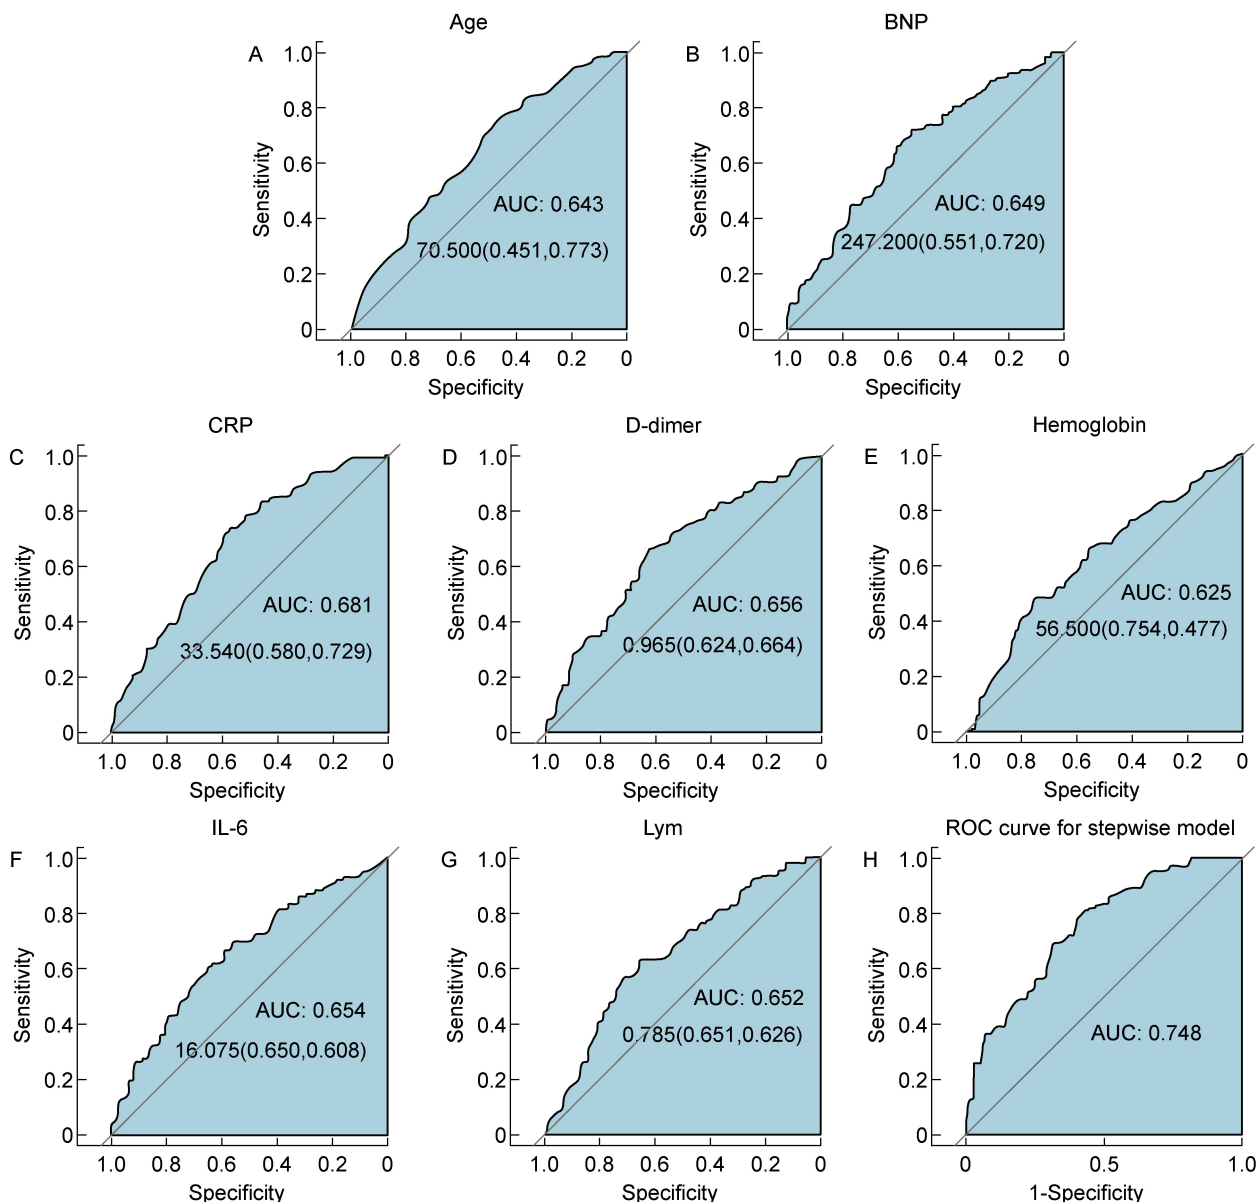 Age
A
1.0
0.8
0.6
0.4
0.2
0
Sensitivity
AUC: 0.643
70.500(0.451,0.773)
1.0 0.8 0.6 0.4 0.2 0
Specificity
BNP
B
1.0
0.8
0.6
0.4
0.2
0
Sensitivity
AUC: 0.649
247.200(0.551,0.720)
1.0 0.8 0.6 0.4 0.2 0
Specificity
CRP
C
1.0
0.8
0.6
0.4
0.2
0
Sensitivity
AUC: 0.681
33.540(0.580,0.729)
1.0 0.8 0.6 0.4 0.2 0
Specificity
D-dimer
D
1.0
0.8
0.6
0.4
0.2
0
Sensitivity
AUC: 0.656
0.965(0.624,0.664)
1.0 0.8 0.6 0.4 0.2 0
Specificity
Hemoglobin
E
1.0
0.8
0.6
0.4
0.2
0
Sensitivity
AUC: 0.625
56.500(0.754,0.477)
1.0 0.8 0.6 0.4 0.2 0
Specificity
IL-6
F
1.0
0.8
0.6
0.4
0.2
0
Sensitivity
AUC: 0.654
16.075(0.650,0.608)
1.0 0.8 0.6 0.4 0.2 0
Specificity
Lym
G
1.0
0.8
0.6
0.4
0.2
0
Sensitivity
AUC: 0.652
0.785(0.651,0.626)
1.0 0.8 0.6 0.4 0.2 0
Specificity
ROC curve for stepwise model
H
1.0
0.8
0.6
0.4
0.2
0
Sensitivity
AUC: 0.748
0 0.5 1.0
1-Specificity